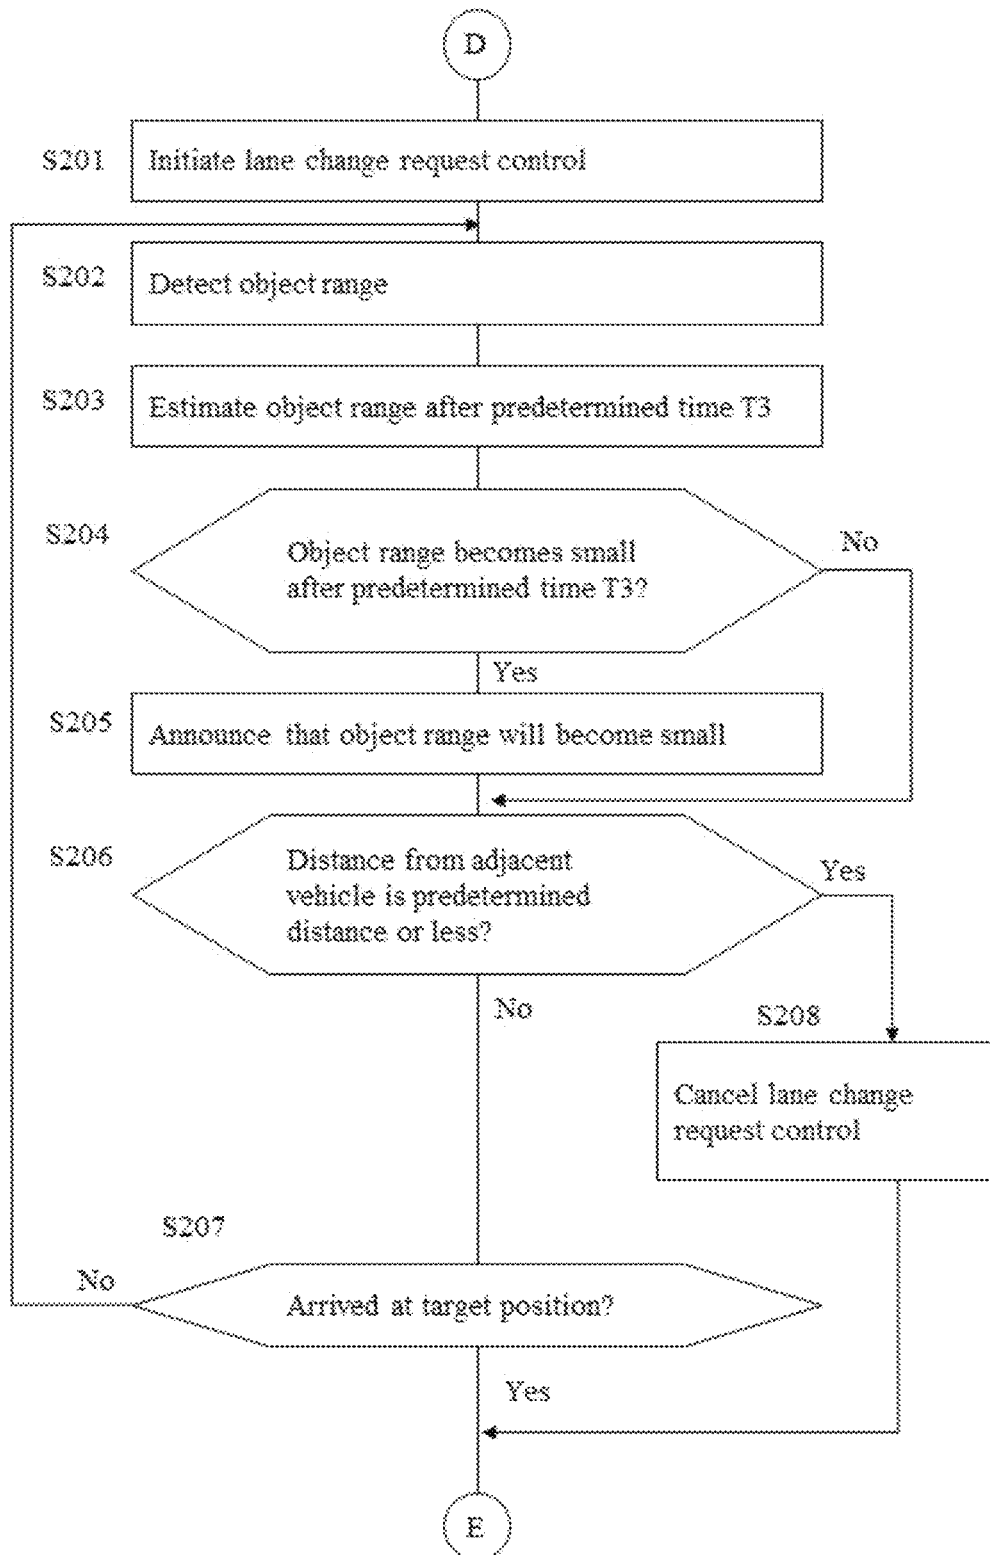 D
S201
Initiate lane change request control
S202
Detect object range
S203
Estimate object range after predetermined time T3
S204
Object range becomes small
after predetermined time T3?
No
Yes
S205
Announce that object range will become small
S206
Distance from adjacent
vehicle is predetermined
distance or less?
Yes
No
S208
Cancel lane change
request control
S207
No
Arrived at target position?
Yes
E